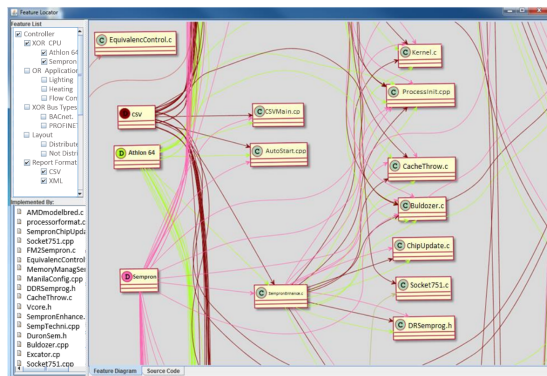 Feature Locator
Feature List
Controller
XOR CPU
Athlon 64
Sempron
OR Application
Lighting
Heating
Flow Con
XOR Bus Types
BACnet.
PROFINET
Layout
Distribute
Not Distri
Report Format
CSV
XML
Implemented By:
AMDmodelbred.c
processorformat.c
SempronChipUpda
Socket751.cpp
FM2Sempron.c
EquivalencControl
MemoryManagSer
ManilaConfig.cpp
DDRSemprog.h
CacheThrow.c
Vcore.h
SempronEnhance.
SempTechni.cpp
DuronSem.h
Buldozer.cpp
Excator.cp
Socket751.cpp
C EquivalencControl.c
csv
D Athlon 64
D Sempron
C CSVMain.cp
C AutoStart.cpp
C SempronEnhance.c
C Kernel.c
C ProcessInit.cpp
C CacheThrow.c
C Buldozer.c
C ChipUpdate.c
C Socket751.c
C DRSemprog.h
Feature Diagram
Source Code